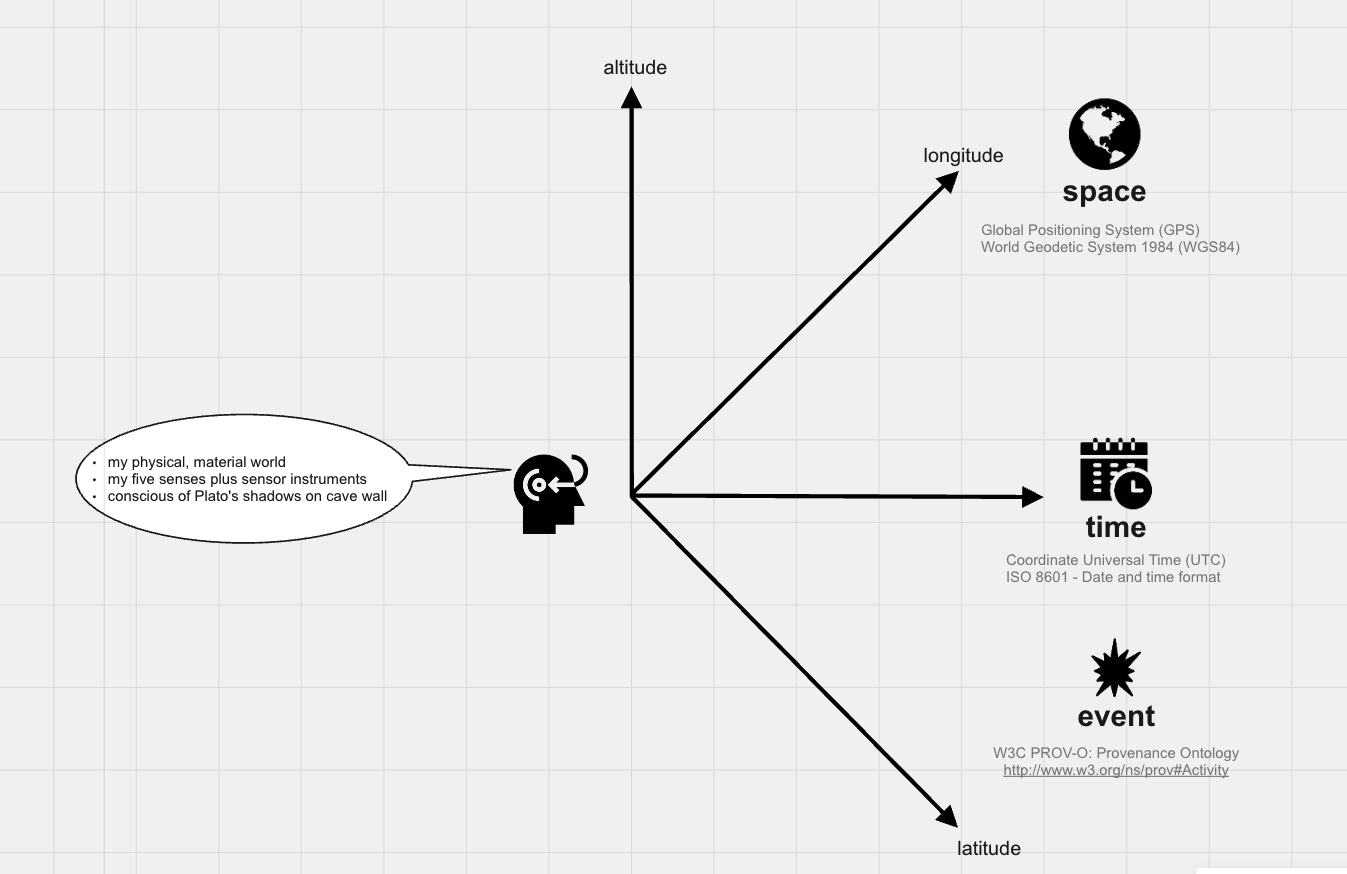 altitude
longitude
space
Global Positioning System (GPS)
World Geodetic System 1984 (WGS84)
• my physical, material world
• my five senses plus sensor instruments
• conscious of Plato's shadows on cave wall
time
Coordinate Universal Time (UTC)
ISO 8601 - Date and time format
event
W3C PROV-O: Provenance Ontology
http://www.w3.org/ns/prov#Activity
latitude